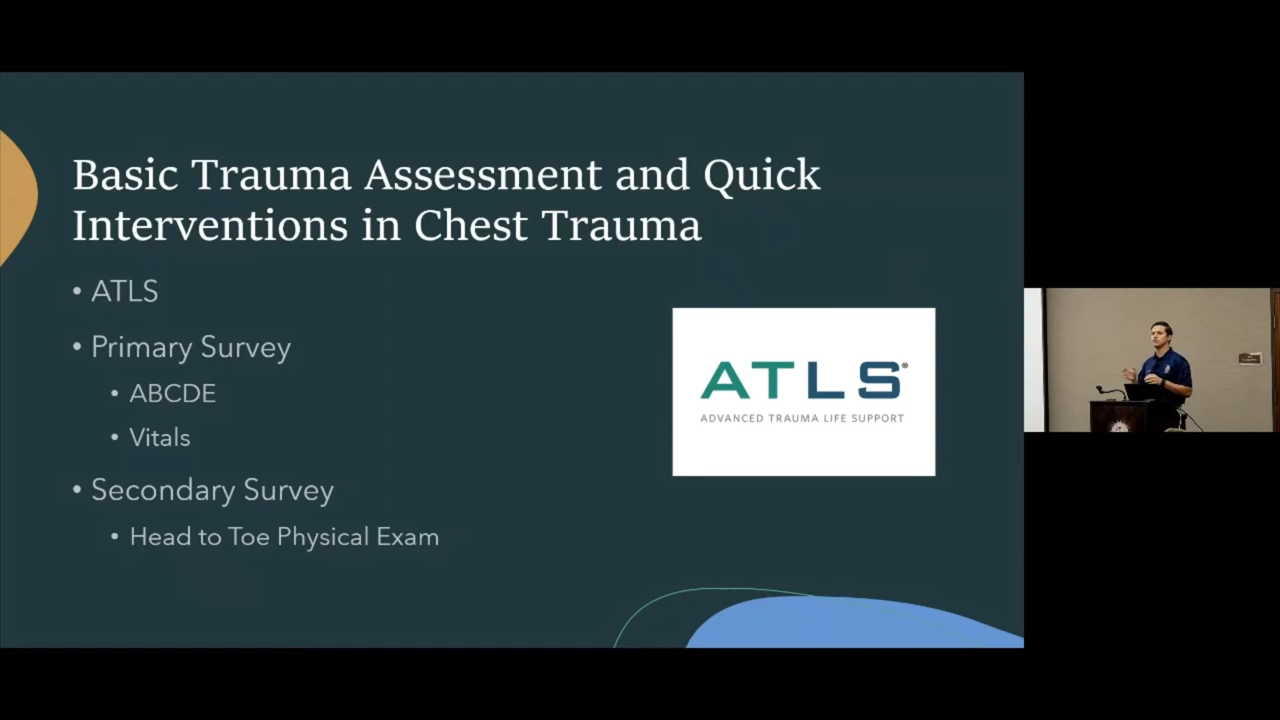 Basic Trauma Assessment and Quick
Interventions in Chest Trauma
• ATLS
• Primary Survey
• ABCDE
• Vitals
• Secondary Survey
• Head to Toe Physical Exam
ATLS®
ADVANCED TRAUMA LIFE SUPPORT